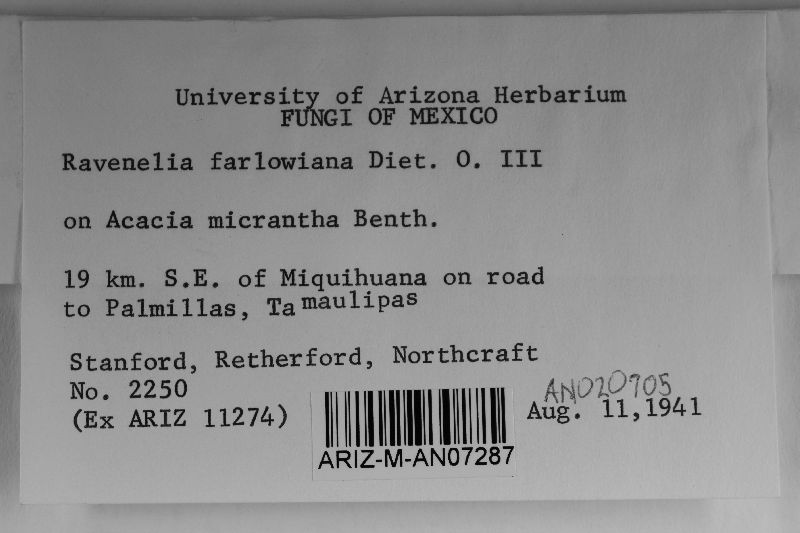 University of Arizona Herbarium
FUNGI OF MEXICO
Ravenelia farlowiana Diet. O. III
on Acacia micrantha Benth.
19 km. S.E. of Miquihuana on road
to Palmillas, Tamaulipas
Stanford, Retherford, Northcraft
No. 2250
AN020705
(Ex ARIZ 11274)
Aug. 11,1941
ARIZ-M-AN07287